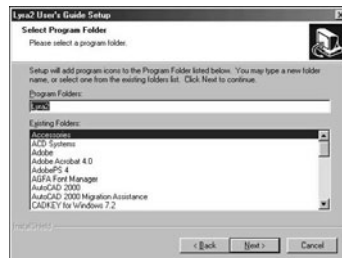 Lyra2 User's Guide Setup
Select Program Folder
Please select a program folder.
Setup will add program icons to the Program Folder listed below. You may type a new folder
name, or select one from the existing folders list. Click Next to continue.
Program Folders:
Lyra2
Existing Folders:
Accessories
ACD Systems
Adobe
Adobe Acrobat 4.0
AdobePS 4
AGFA Font Manager
AutoCAD 2000
AutoCAD 2000 Migration Assistance
CADKEY for Windows 7.2
InstallShield
< Back
Next >
Cancel